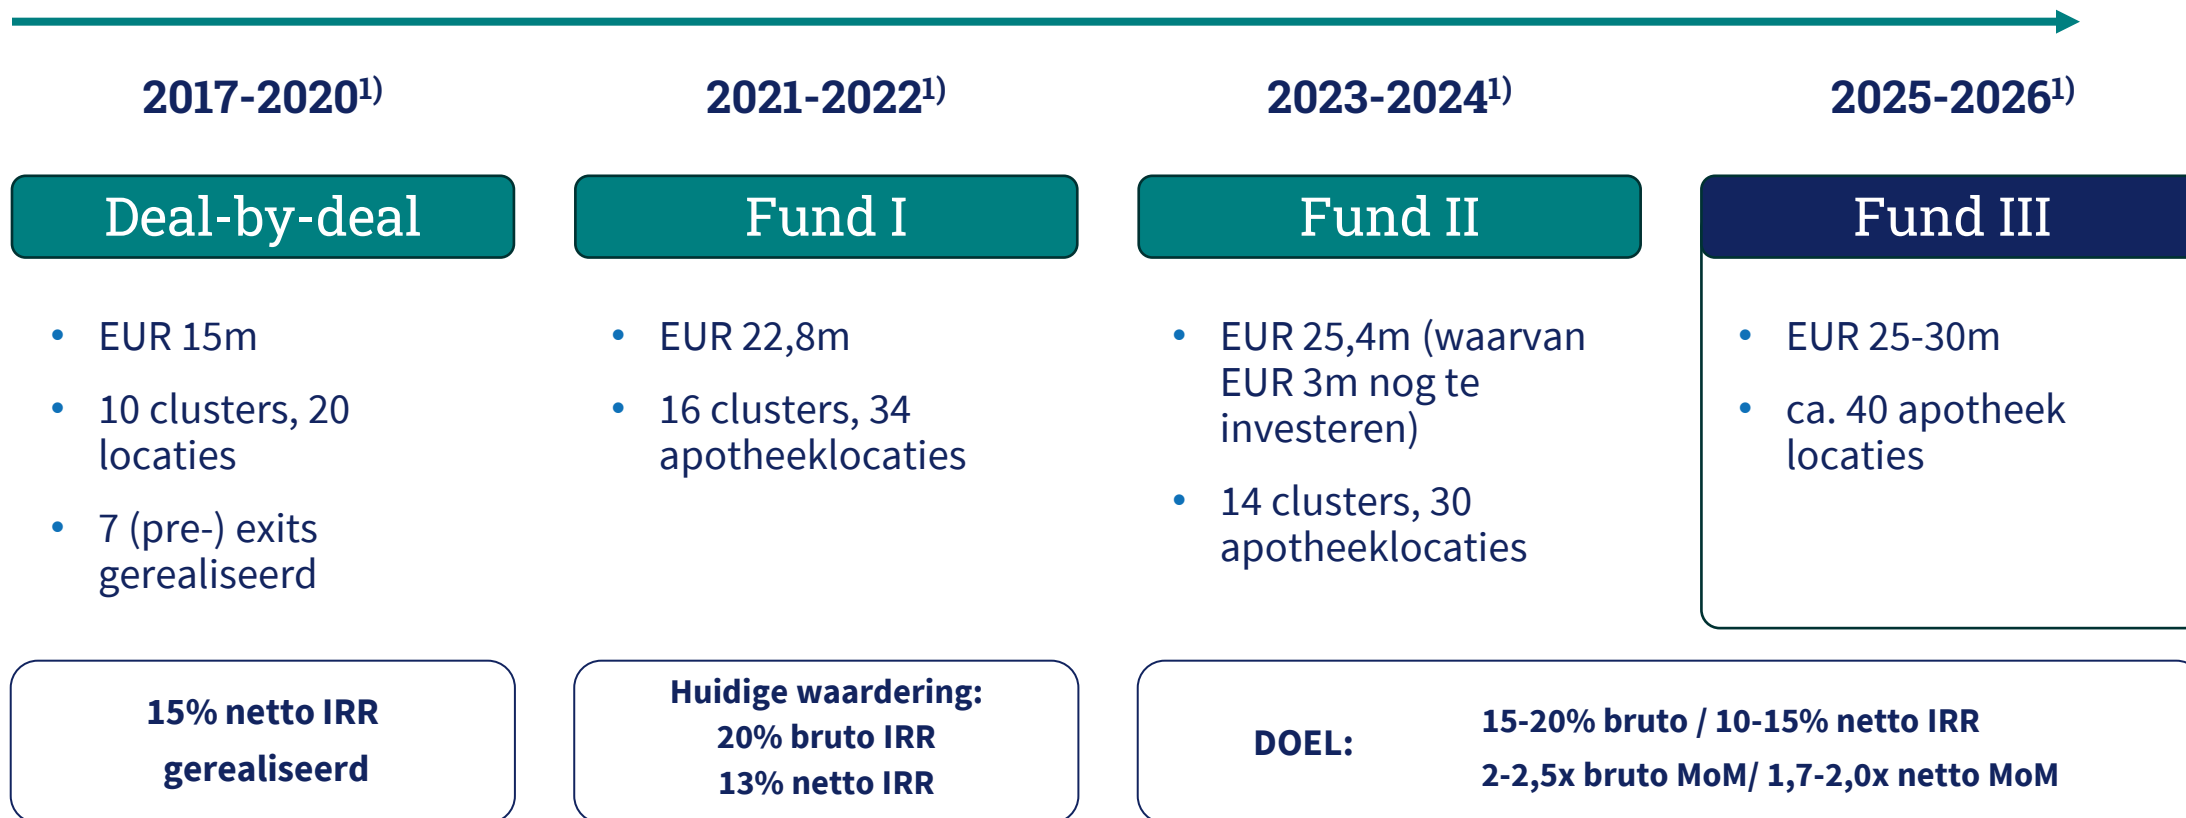 2017-2020¹⁾
2021-2022¹⁾
2023-2024¹⁾
2025-2026¹⁾
Deal-by-deal
Fund I
Fund II
Fund III
• EUR 15m
• 10 clusters, 20
locaties
• 7 (pre-) exits
gerealiseerd
• EUR 22,8m
• 16 clusters, 34
apotheeklocaties
• EUR 25,4m (waarvan
EUR 3m nog te
investeren)
• 14 clusters, 30
apotheeklocaties
• EUR 25-30m
• ca. 40 apotheek
locaties
15% netto IRR
gerealiseerd
Huidige waardering:
20% bruto IRR
13% netto IRR
DOEL:
15-20% bruto / 10-15% netto IRR
2-2,5x bruto MoM/ 1,7-2,0x netto MoM